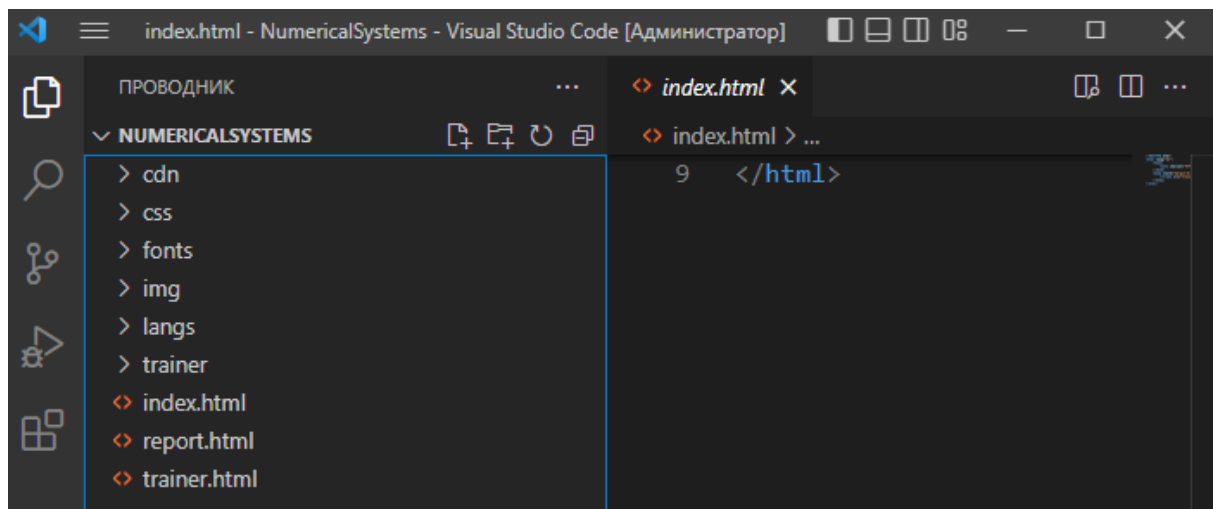 index.html - NumericalSystems - Visual Studio Code [Администратор]
ПРОВОДНИК
NUMERICALSYSTEMS
cdn
css
fonts
img
langs
trainer
index.html
report.html
trainer.html
index.html
index.html > ...
9 </html>